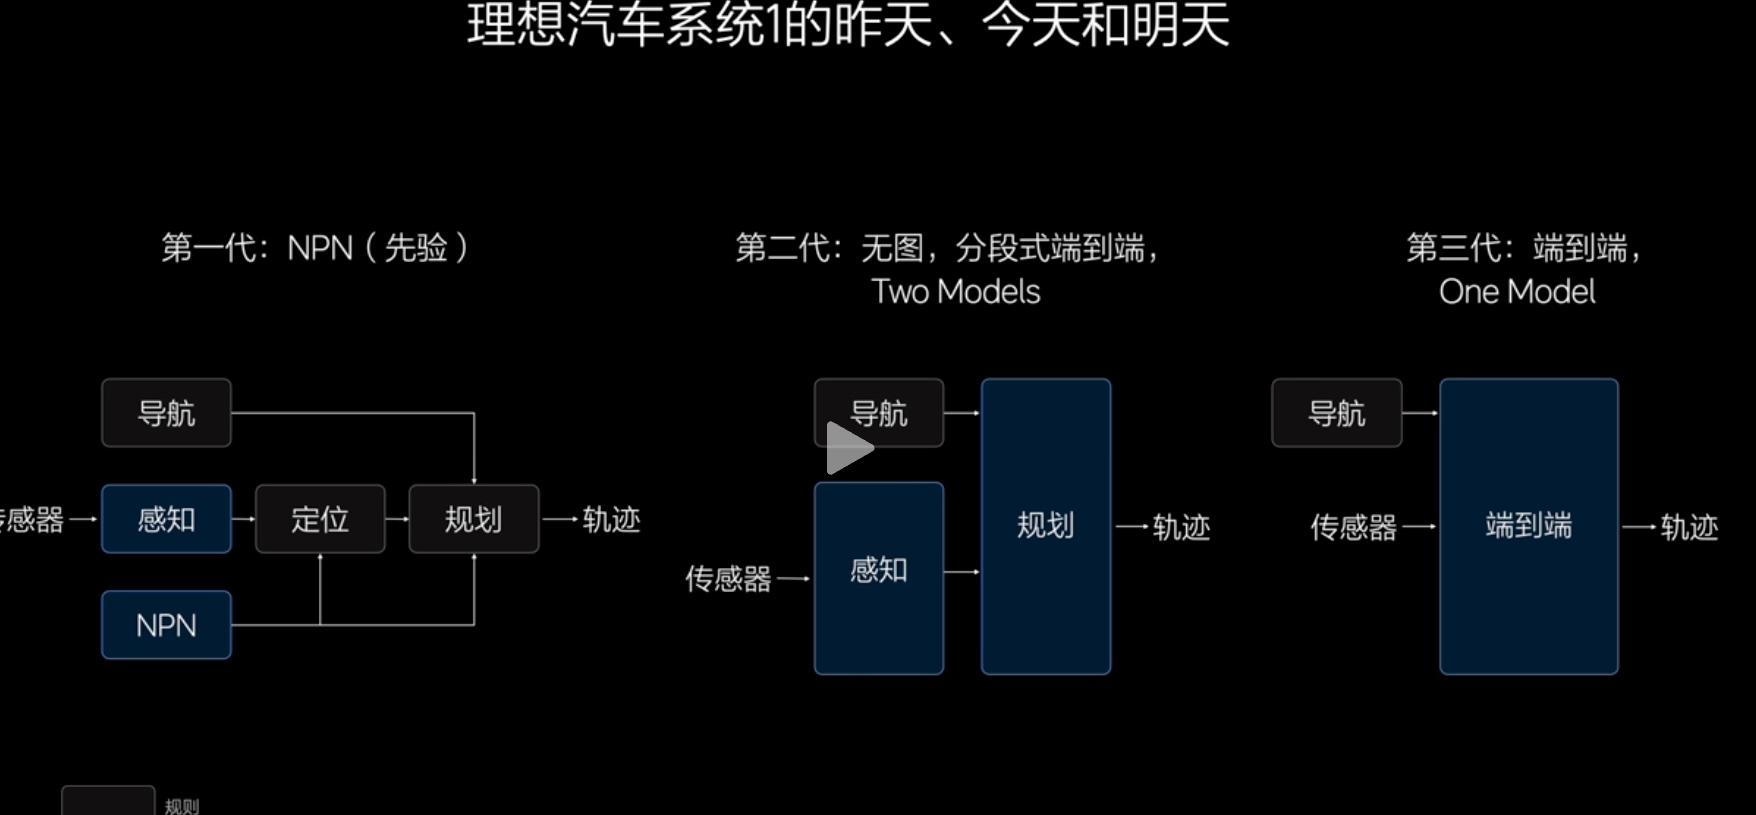 理想汽车系统1的昨天、今天和明天
第一代：NPN（先验）
导航
感器
感知
定位
规划
轨迹
NPN
第二代：无图，分段式端到端，
Two Models
导航
传感器
感知
规划
轨迹
第三代：端到端，
One Model
导航
传感器
端到端
轨迹
规则